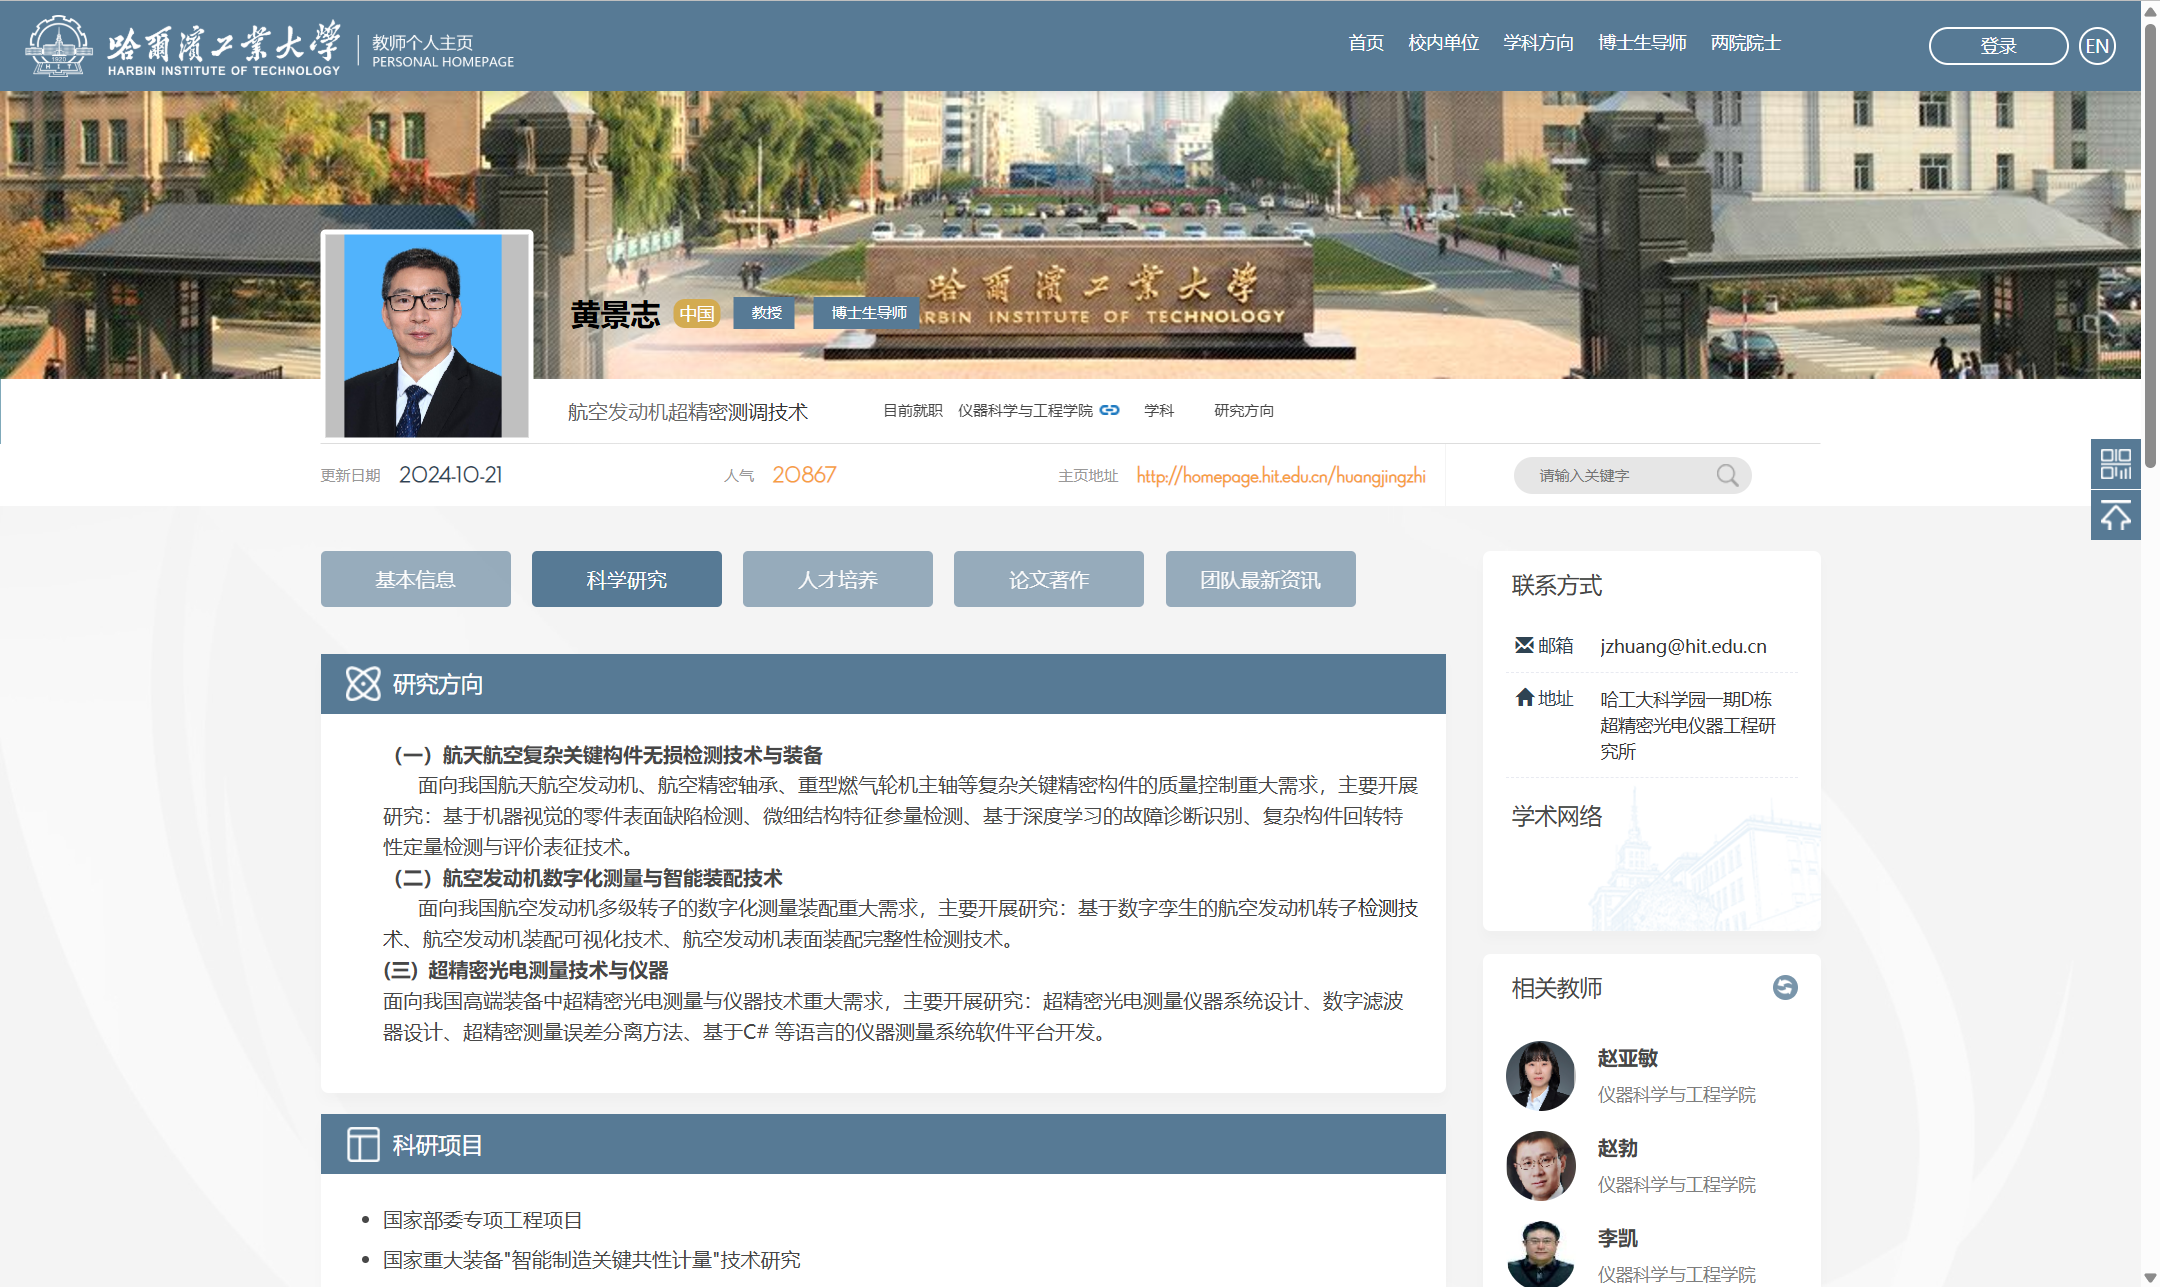 哈爾濱工業大學
HARBIN INSTITUTE OF TECHNOLOGY
教师个人主页
PERSONAL HOMEPAGE
首页 校内单位 学科方向 博士生导师 两院院士
登录 EN
哈爾濱工業大學
RBIN INSTITUTE OF TECHNOLOGY
黄景志 中国 教授 博士生导师
航空发动机超精密测调技术 目前就职 仪器科学与工程学院 学科 研究方向
更新日期 2024-10-21 人气 20867 主页地址 http://homepage.hit.edu.cn/huangjingzhi 请输入关键字
基本信息 科学研究 人才培养 论文著作 团队最新资讯
研究方向
（一）航天航空复杂关键构件无损检测技术与装备
面向我国航天航空发动机、航空精密轴承、重型燃气轮机主轴等复杂关键精密构件的质量控制重大需求，主要开展
研究：基于机器视觉的零件表面缺陷检测、微细结构特征参量检测、基于深度学习的故障诊断识别、复杂构件回转特
性定量检测与评价表征技术。
（二）航空发动机数字化测量与智能装配技术
面向我国航空发动机多级转子的数字化测量装配重大需求，主要开展研究：基于数字孪生的航空发动机转子检测技
术、航空发动机装配可视化技术、航空发动机表面装配完整性检测技术。
(三）超精密光电测量技术与仪器
面向我国高端装备中超精密光电测量与仪器技术重大需求，主要开展研究：超精密光电测量仪器系统设计、数字滤波
器设计、超精密测量误差分离方法、基于C# 等语言的仪器测量系统软件平台开发。
科研项目
• 国家部委专项工程项目
• 国家重大装备"智能制造关键共性计量"技术研究
联系方式
邮箱 jzhuang@hit.edu.cn
地址 哈工大科学园一期D栋
超精密光电仪器工程研
究所
学术网络
相关教师
赵亚敏
仪器科学与工程学院
赵勃
仪器科学与工程学院
李凯
仪器科学与工程学院